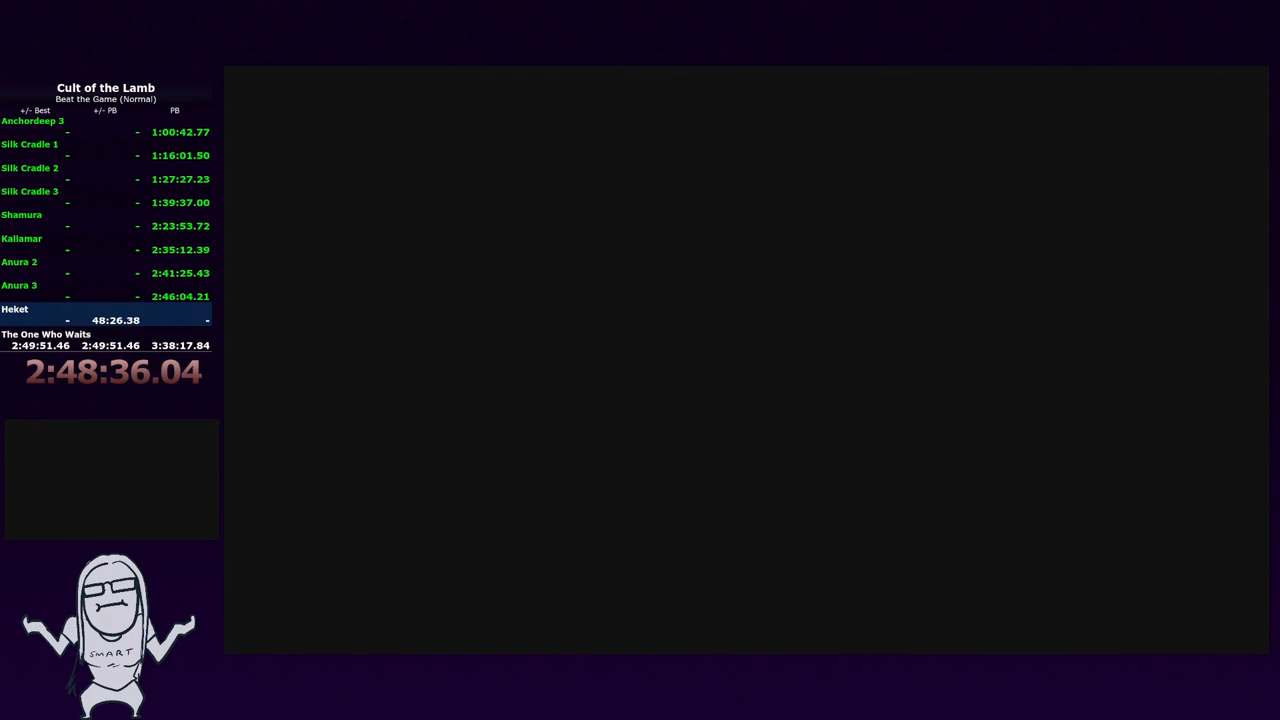 Cult of the Lamb
Beat the Game (Normal)
+/- Best +/- PB PB
Anchordeep 3
- - 1:00:42.77
Silk Cradle 1
- - 1:16:01.50
Silk Cradle 2
- - 1:27:27.23
Silk Cradle 3
- - 1:39:37.00
Shamura
- - 2:23:53.72
Kallamar
- - 2:35:12.39
Anura 2
- - 2:41:25.43
Anura 3
- - 2:46:04.21
Heket
- 48:26.38 -
The One Who Waits
2:49:51.46 2:49:51.46 3:38:17.84
2:48:36.04
SMART